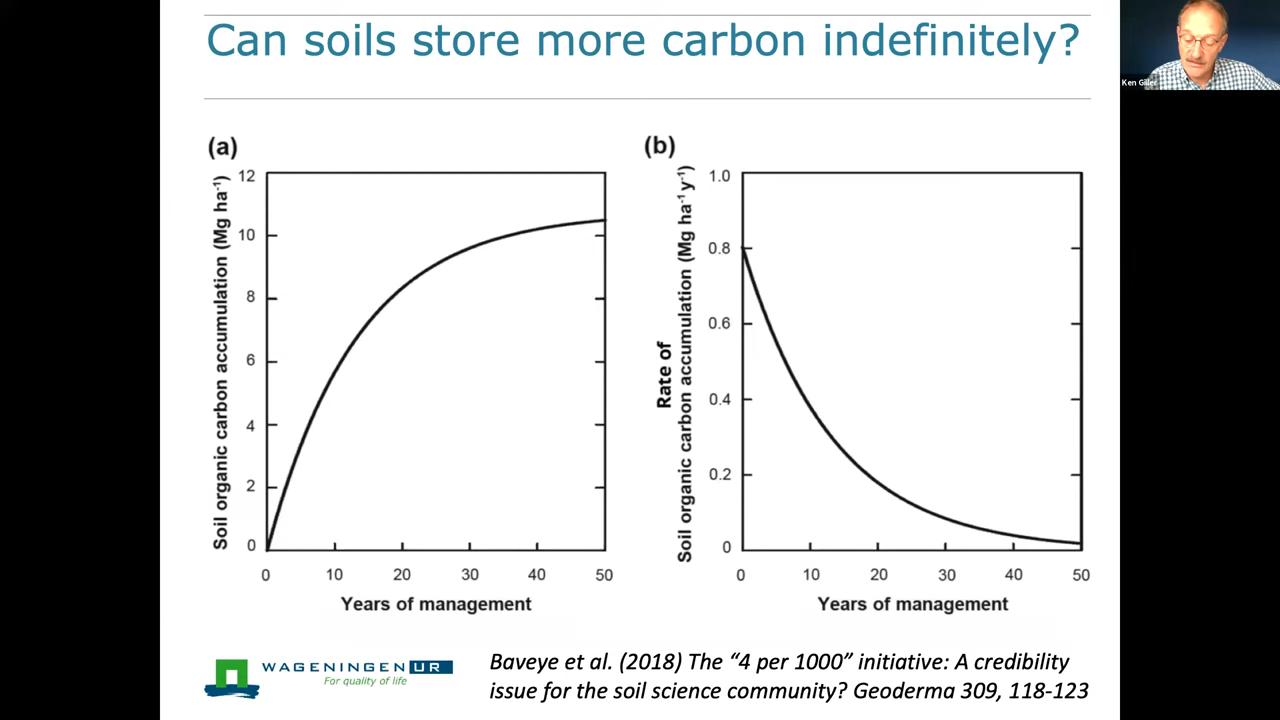 Can soils store more carbon indefinitely?
Ken Giller
(a)
Soil organic carbon accumulation (Mg ha⁻¹)
12
10
8
6
4
2
0
0 10 20 30 40 50
Years of management
(b)
Rate of
Soil organic carbon accumulation (Mg ha⁻¹ y⁻¹)
1.0
0.8
0.6
0.4
0.2
0
0 10 20 30 40 50
Years of management
WAGENINGEN UR
For quality of life
Baveye et al. (2018) The “4 per 1000” initiative: A credibility
issue for the soil science community? Geoderma 309, 118-123